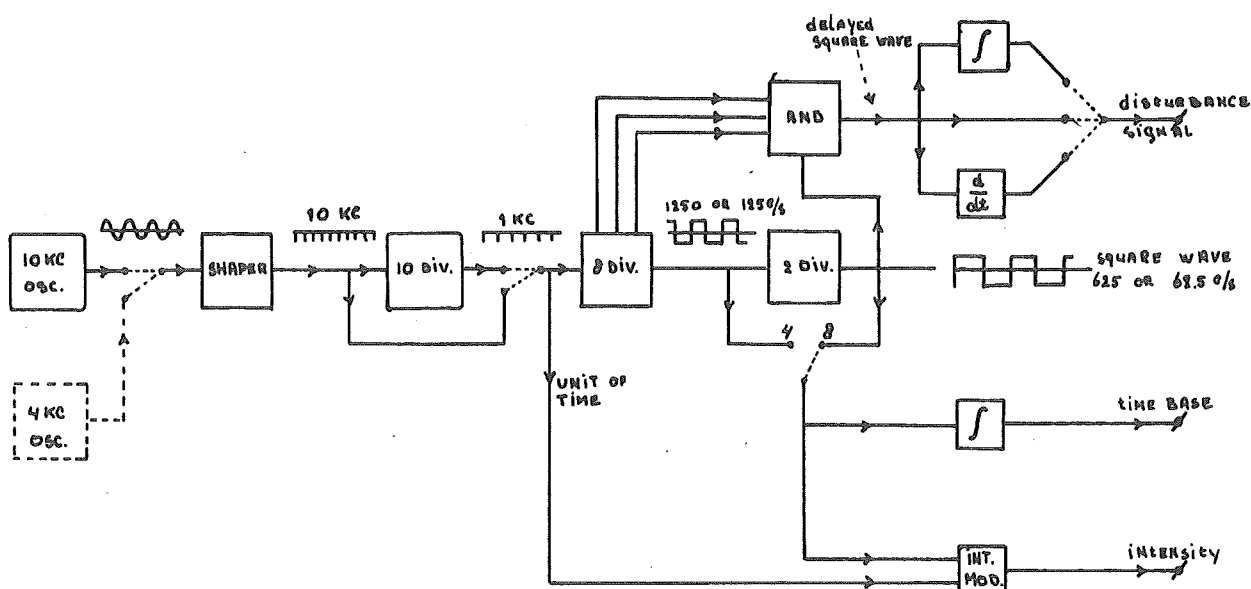 DELAYED
SQUARE WAVE
∫
AND
DISTURBANCE
SIGNAL
d
dt
10 KC
OSC.
SHAPER
10 KC
10 DIV.
1 KC
8 DIV.
1250 OR 125 c/s
2 DIV.
SQUARE WAVE
625 OR 62.5 c/s
4 8
4 KC
OSC.
UNIT OF
TIME
∫
TIME BASE
INT.
MOD.
INTENSITY